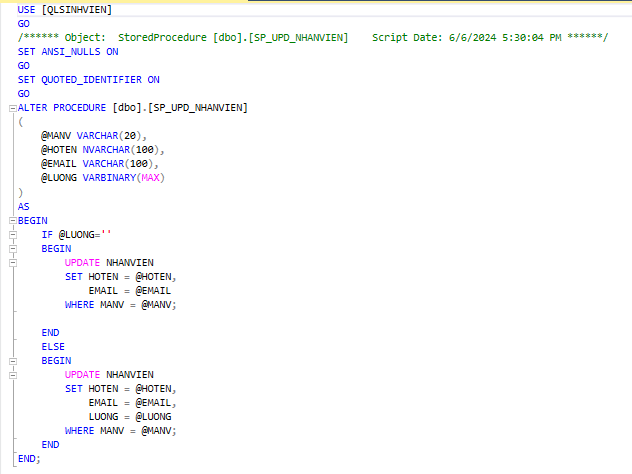 USE [QLSINHVIEN]
GO
/****** Object:  StoredProcedure [dbo].[SP_UPD_NHANVIEN]    Script Date: 6/6/2024 5:30:04 PM ******/
SET ANSI_NULLS ON
GO
SET QUOTED_IDENTIFIER ON
GO
ALTER PROCEDURE [dbo].[SP_UPD_NHANVIEN]
(
    @MANV VARCHAR(20),
    @HOTEN NVARCHAR(100),
    @EMAIL VARCHAR(100),
    @LUONG VARBINARY(MAX)
)
AS
BEGIN
    IF @LUONG=''
    BEGIN
        UPDATE NHANVIEN
        SET HOTEN = @HOTEN,
            EMAIL = @EMAIL
        WHERE MANV = @MANV;
    END
    ELSE
    BEGIN
        UPDATE NHANVIEN
        SET HOTEN = @HOTEN,
            EMAIL = @EMAIL,
            LUONG = @LUONG
        WHERE MANV = @MANV;
    END
END;